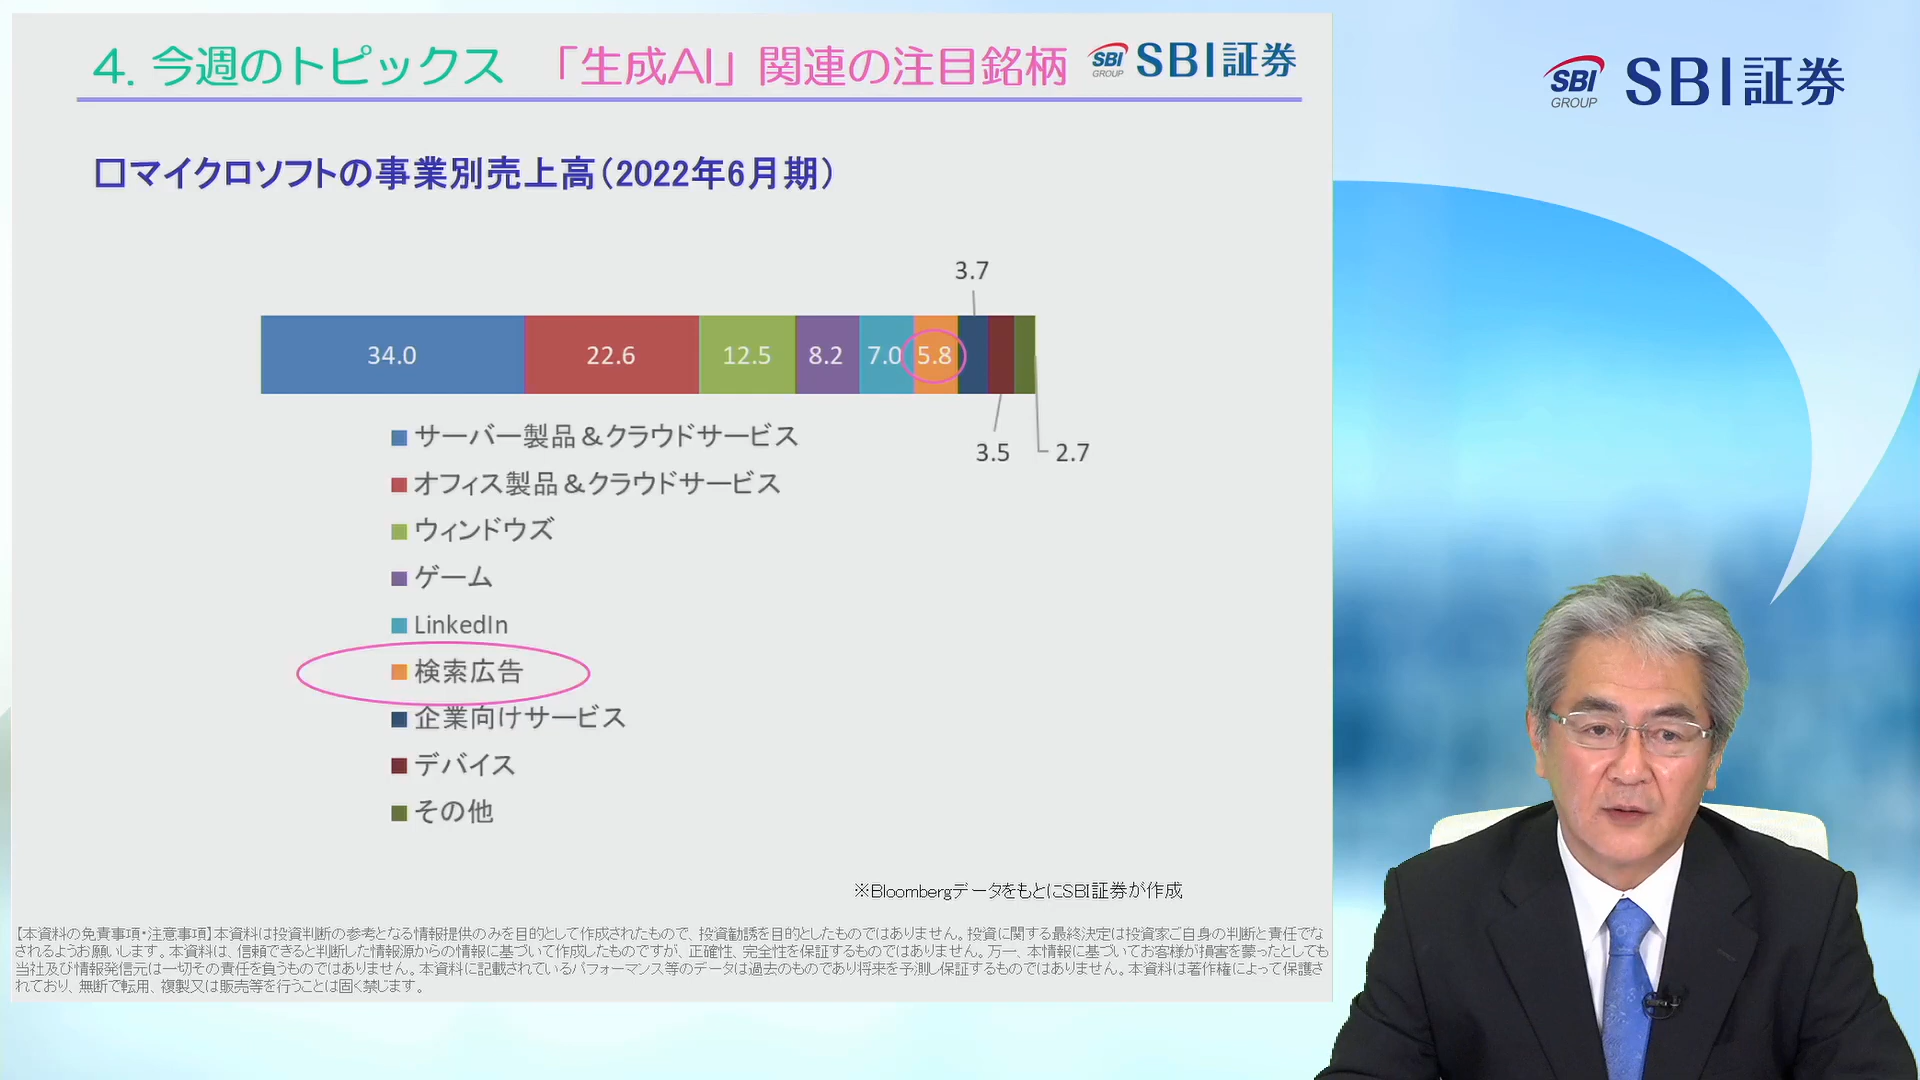 4. 今週のトピックス 「生成AI」関連の注目銘柄
SBI GROUP SBI証券
SBI GROUP SBI証券
口マイクロソフトの事業別売上高(2022年6月期)
3.7
34.0 22.6 12.5 8.2 7.0 5.8
3.5 2.7
サーバー製品&クラウドサービス
オフィス製品&クラウドサービス
ウィンドウズ
ゲーム
LinkedIn
検索広告
企業向けサービス
デバイス
その他
※BloombergデータをもとにSBI証券が作成
【本資料の免責事項・注意事項】本資料は投資判断の参考となる情報提供のみを目的として作成されたもので、投資勧誘を目的としたものではありません。投資に関する最終決定は投資家ご自身の判断と責任でな
されるようお願いします。本資料は、信頼できると判断した情報源からの情報に基づいて作成したものですが、正確性、完全性を保証するものではありません。万一、本情報に基づいてお客様が損害を蒙ったとしても
当社及び情報発信元は一切その責任を負うものではありません。本資料に記載されているパフォーマンス等のデータは過去のものであり将来を予測し保証するものではありません。本資料は著作権によって保護さ
れており、無断で転用、複製又は販売等を行うことは固く禁じます。